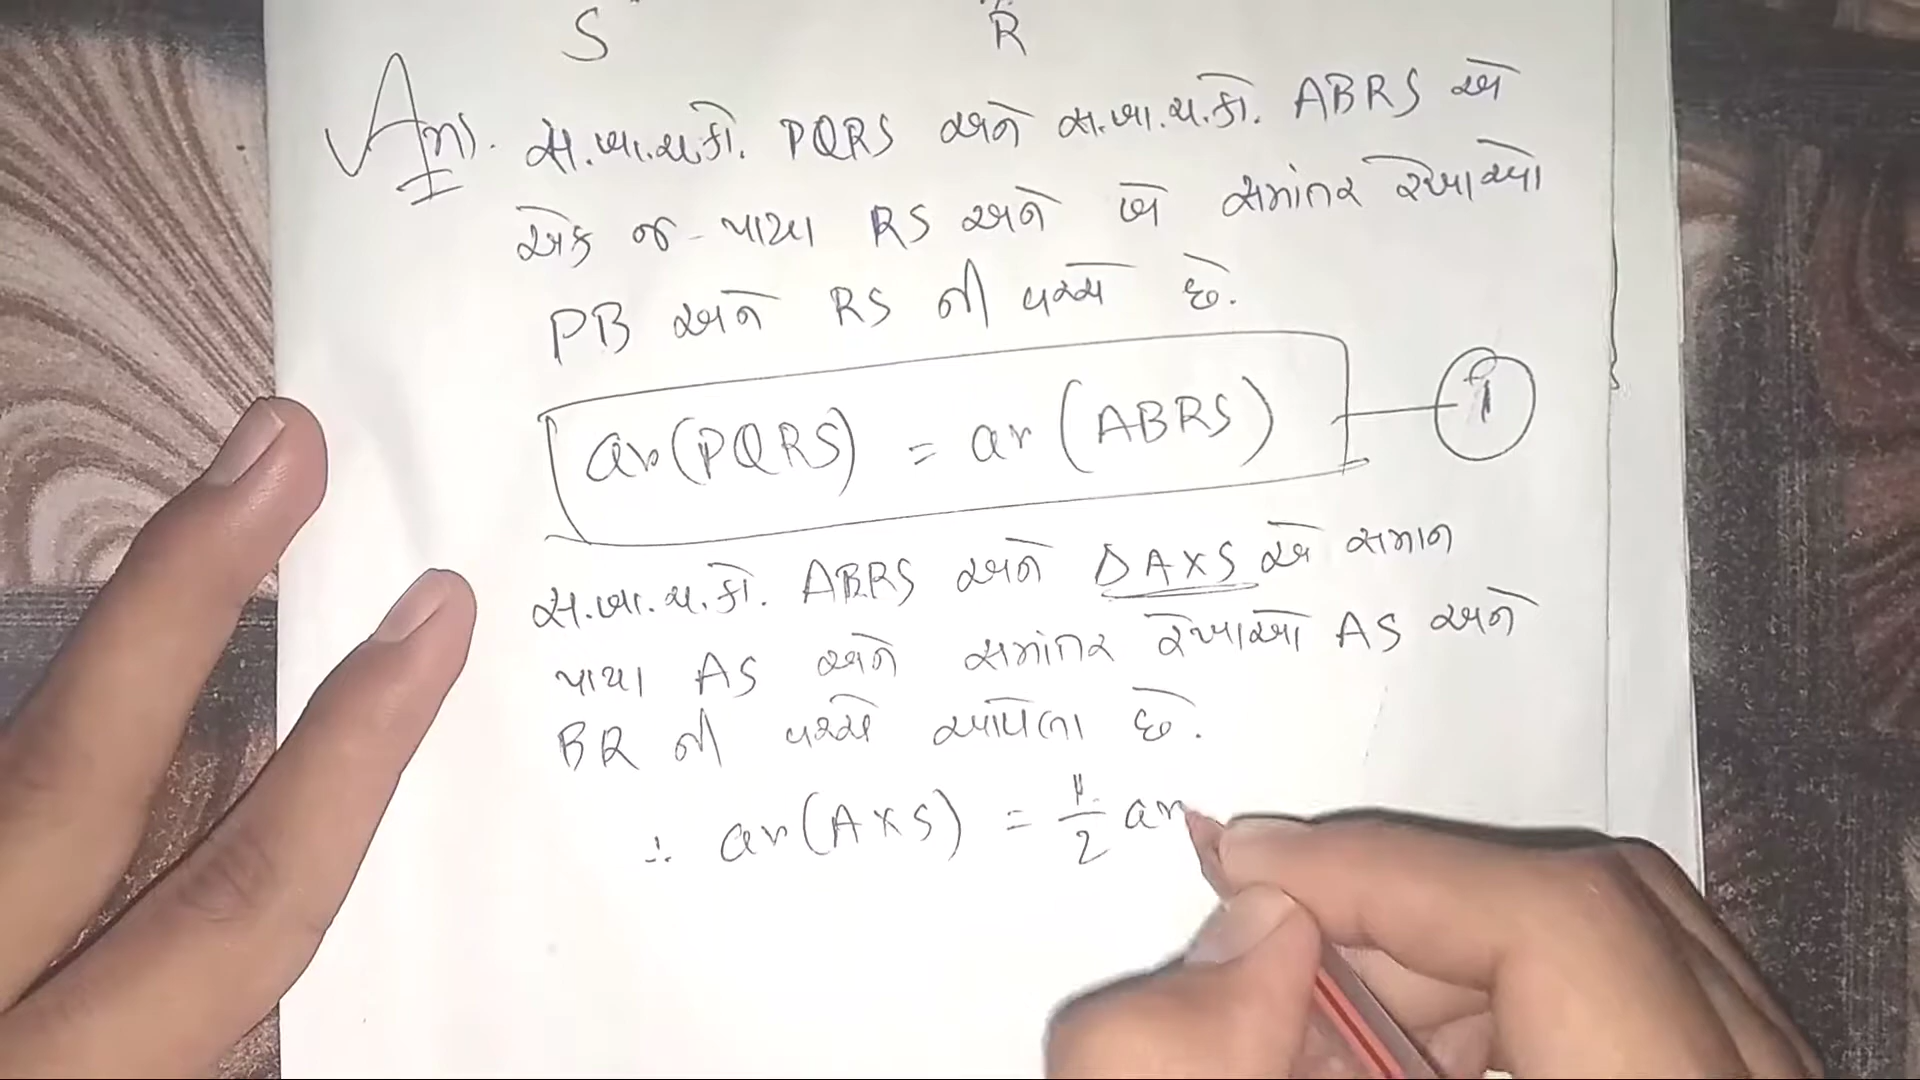 S R
Ans. સ.બા.ચ.કો. PQRS અને સ.બા.ચ.કો. ABRS એ
એક જ પાયા RS અને બે સમાંતર રેખાઓ
PB અને RS ની વચ્ચે છે.
ar(PQRS) = ar(ABRS) — 1
સ.બા.ચ.કો. ABRS અને ΔAXS એ સમાન
પાયા AS અને સમાંતર રેખાઓ AS અને
BR ની વચ્ચે આવેલા છે.
∴ ar(AXS) = 1/2 ar